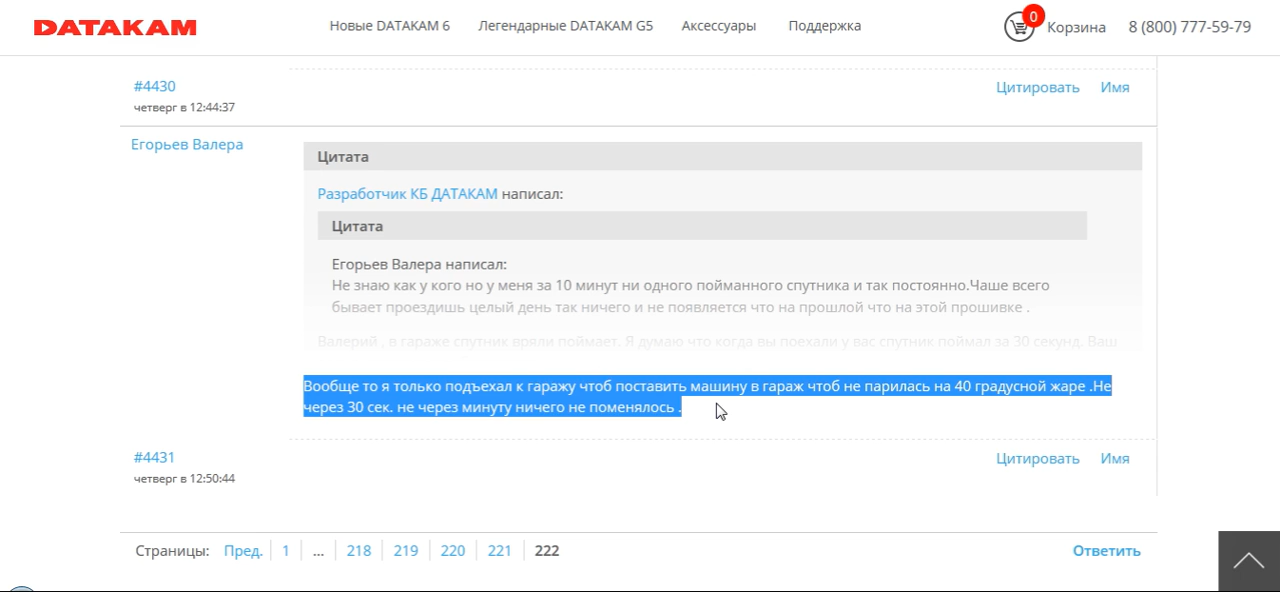 DATAKAM
Новые DATAKAM 6
Легендарные DATAKAM G5
Аксессуары
Поддержка
0
Корзина
8 (800) 777-59-79
#4430
четверг в 12:44:37
Цитировать
Имя
Егорьев Валера
Цитата
Разработчик КБ ДАТАКАМ написал:
Цитата
Егорьев Валера написал:
Не знаю как у кого но у меня за 10 минут ни одного пойманного спутника и так постоянно.Чаше всего
бывает проездишь целый день так ничего и не появляется что на прошлой что на этой прошивке .
Валерий , в гараже спутник вряли поймает. Я думаю что когда вы поехали у вас спутник поймал за 30 секунд. Ваш
Вообще то я только подъехал к гаражу чтоб поставить машину в гараж чтоб не парилась на 40 градусной жаре .Не
через 30 сек. не через минуту ничего не поменялось .
#4431
четверг в 12:50:44
Цитировать
Имя
Страницы:
Пред.
1
...
218
219
220
221
222
Ответить